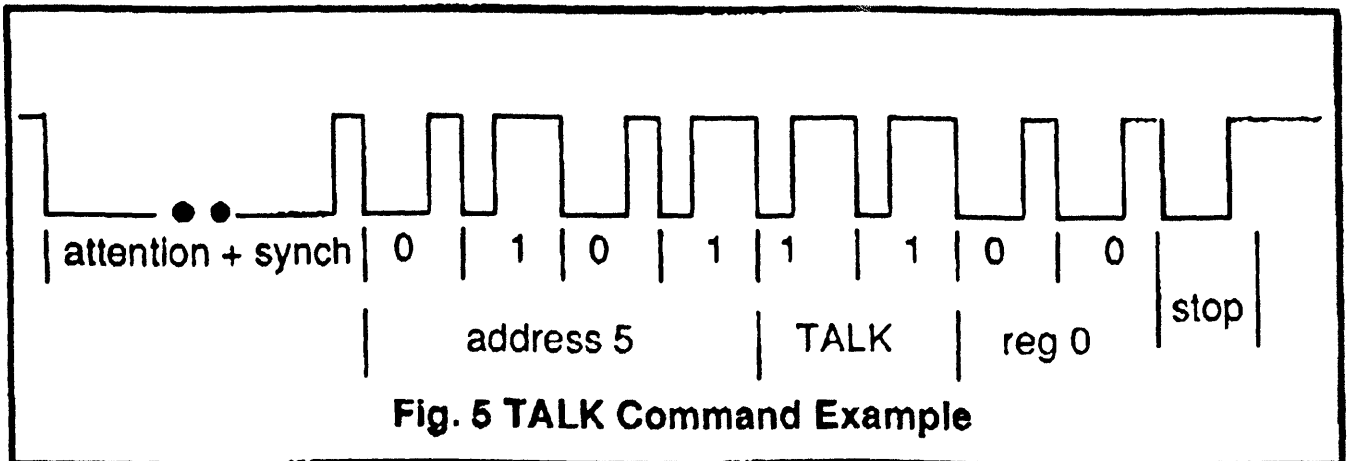 attention + synch 0 1 0 1 1 1 0 0
address 5 TALK reg 0 stop
Fig. 5 TALK Command Example